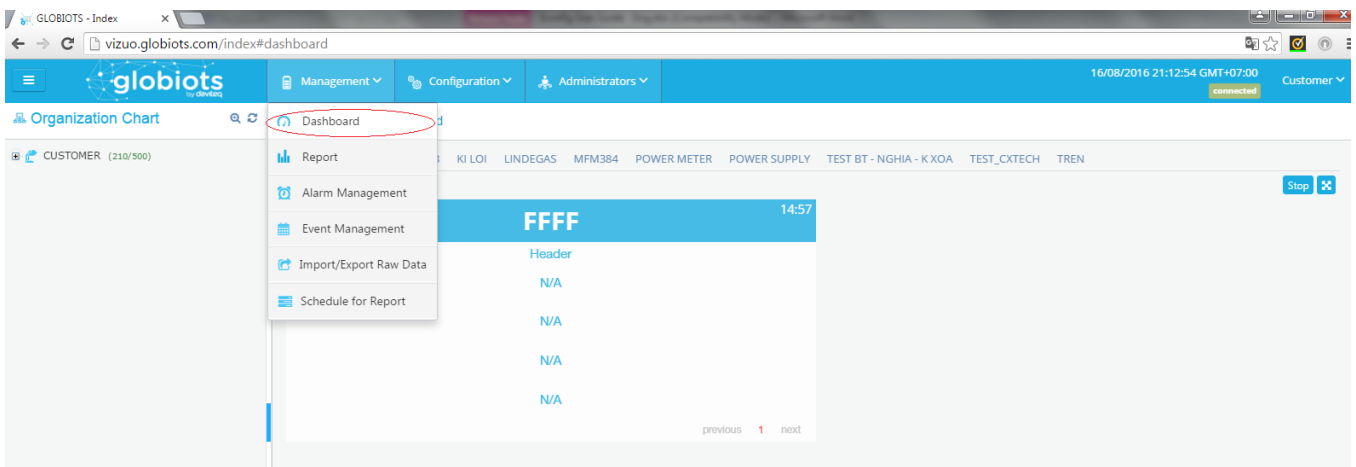 GLOBIOTS - Index
vizuo.globiots.com/index#dashboard
globiots
by deviteq
Management
Configuration
Administrators
16/08/2016 21:12:54 GMT+07:00
connected
Customer
Organization Chart
CUSTOMER (210/500)
Dashboard
Report
Alarm Management
Event Management
Import/Export Raw Data
Schedule for Report
KI LOI LINDEGAS MFM384 POWER METER POWER SUPPLY TEST BT - NGHIA - K XOA TEST_CXTECH TREN
Stop
FFFF
14:57
Header
N/A
N/A
N/A
N/A
previous 1 next